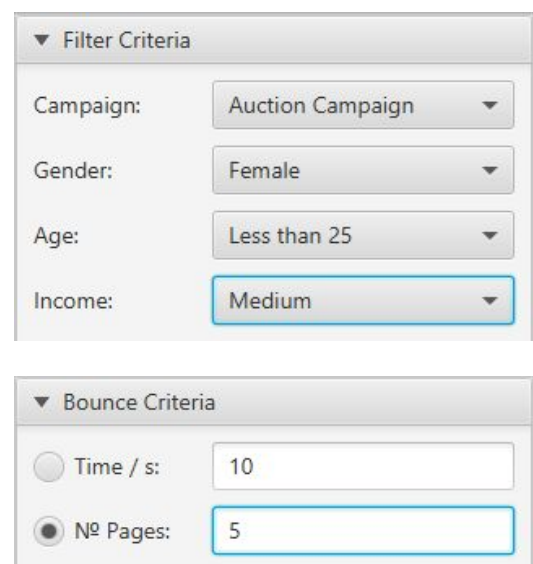 Filter Criteria
Campaign: Auction Campaign
Gender: Female
Age: Less than 25
Income: Medium
Bounce Criteria
Time / s: 10
Nº Pages: 5